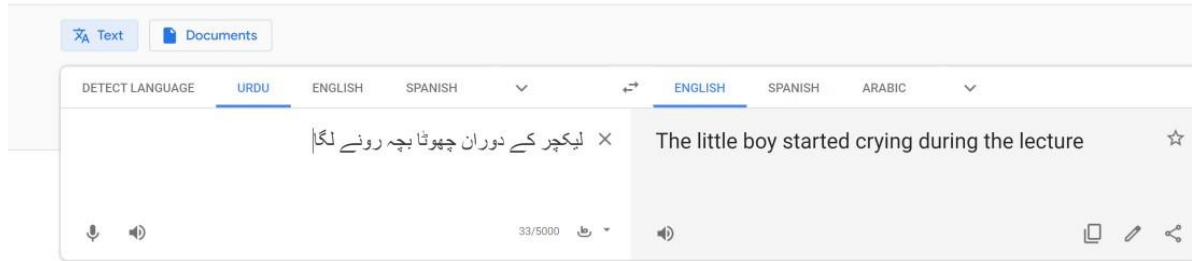 Text Documents
DETECT LANGUAGE URDU ENGLISH SPANISH ENGLISH SPANISH ARABIC
لیکچر کے دوران چھوٹا بچہ رونے لگا
The little boy started crying during the lecture
33/5000